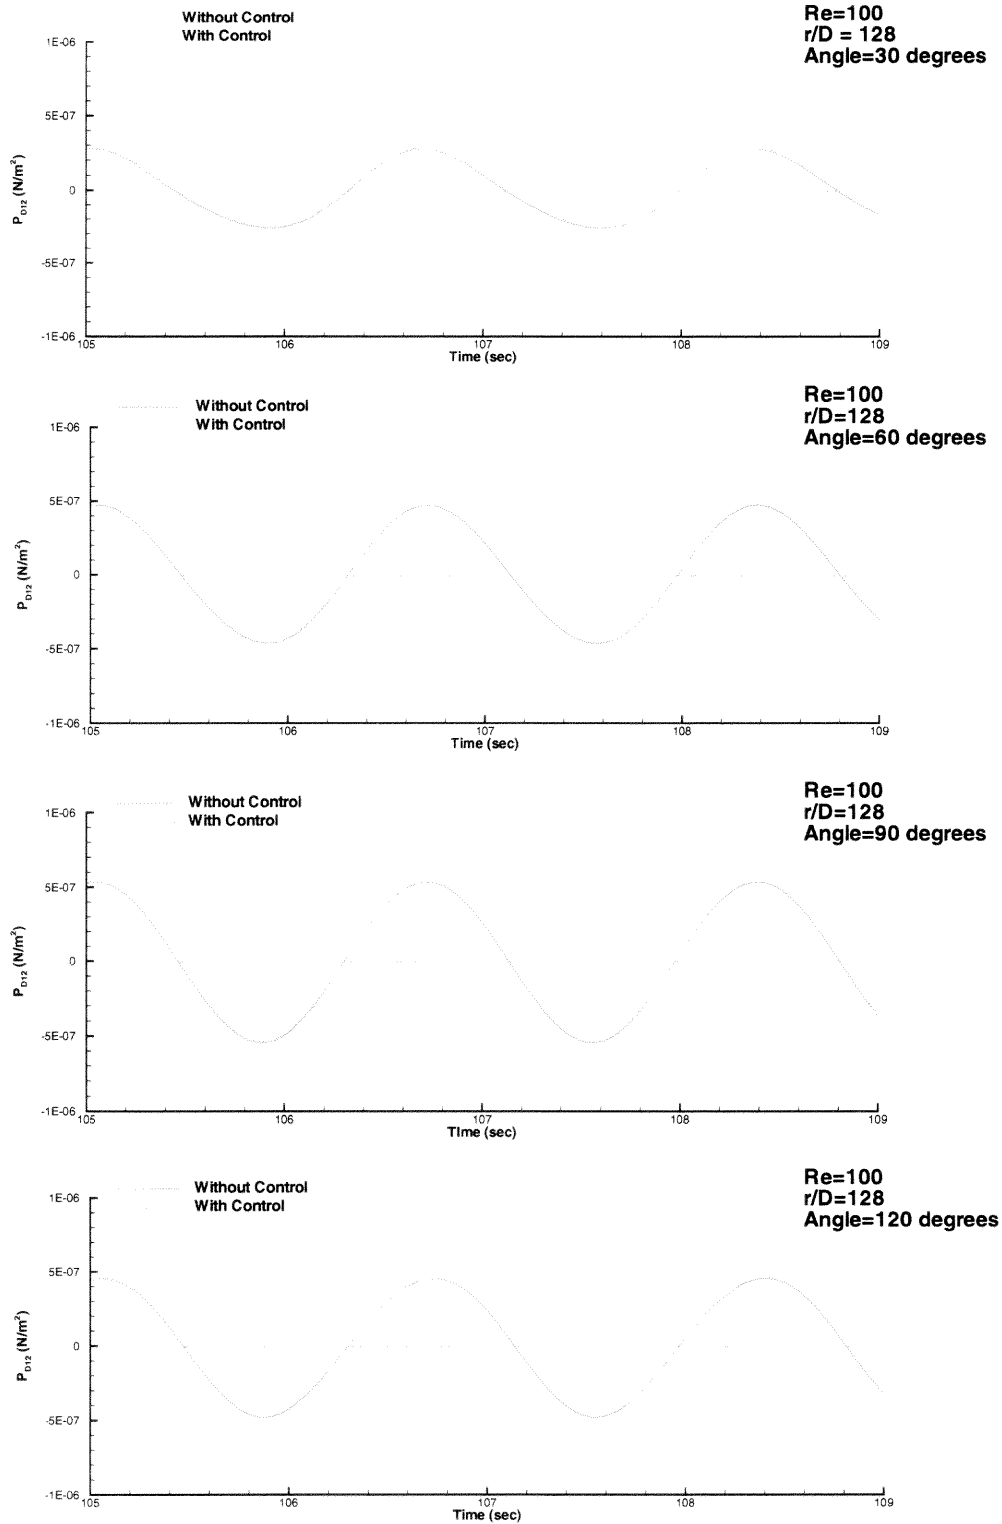 Without Control
With Control
Re=100
r/D = 128
Angle=30 degrees
1E-06
5E-07
0
-5E-07
-1E-06
P_D12 (N/m²)
105 106 107 108 109
Time (sec)
Without Control
With Control
Re=100
r/D=128
Angle=60 degrees
1E-06
5E-07
0
-5E-07
-1E-06
P_D12 (N/m²)
105 106 107 108 109
Time (sec)
Without Control
With Control
Re=100
r/D=128
Angle=90 degrees
1E-06
5E-07
0
-5E-07
-1E-06
P_D12 (N/m²)
105 106 107 108 109
TIme (sec)
Without Control
With Control
Re=100
r/D=128
Angle=120 degrees
1E-06
5E-07
0
-5E-07
-1E-06
P_D12 (N/m²)
105 106 107 108 109
Time (sec)